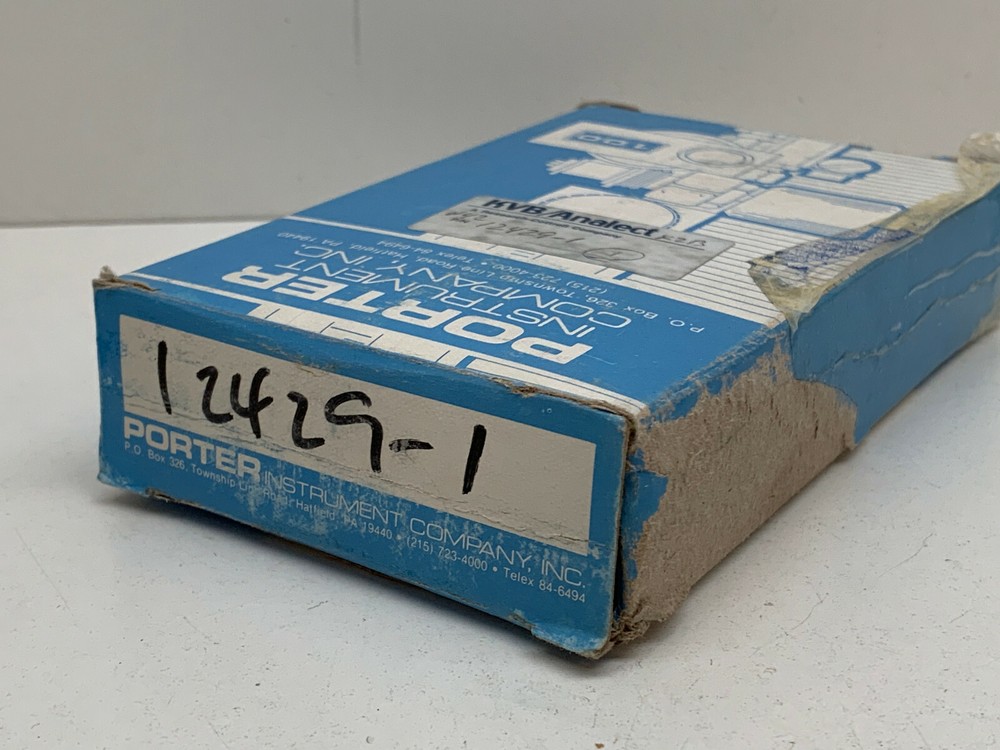 12429-1
PORTER INSTRUMENT COMPANY, INC.
P.O. Box 326, Township Line Road, Hatfield, PA 19440 • (215) 723-4000 • Telex 84-6494
PORTER
INSTRUMENT
COMPANY INC.
P.O. Box 326, Township Line Road, Hatfield, PA 19440
(215) 723-4000 • Telex 84-6494
KVB/Analect
100